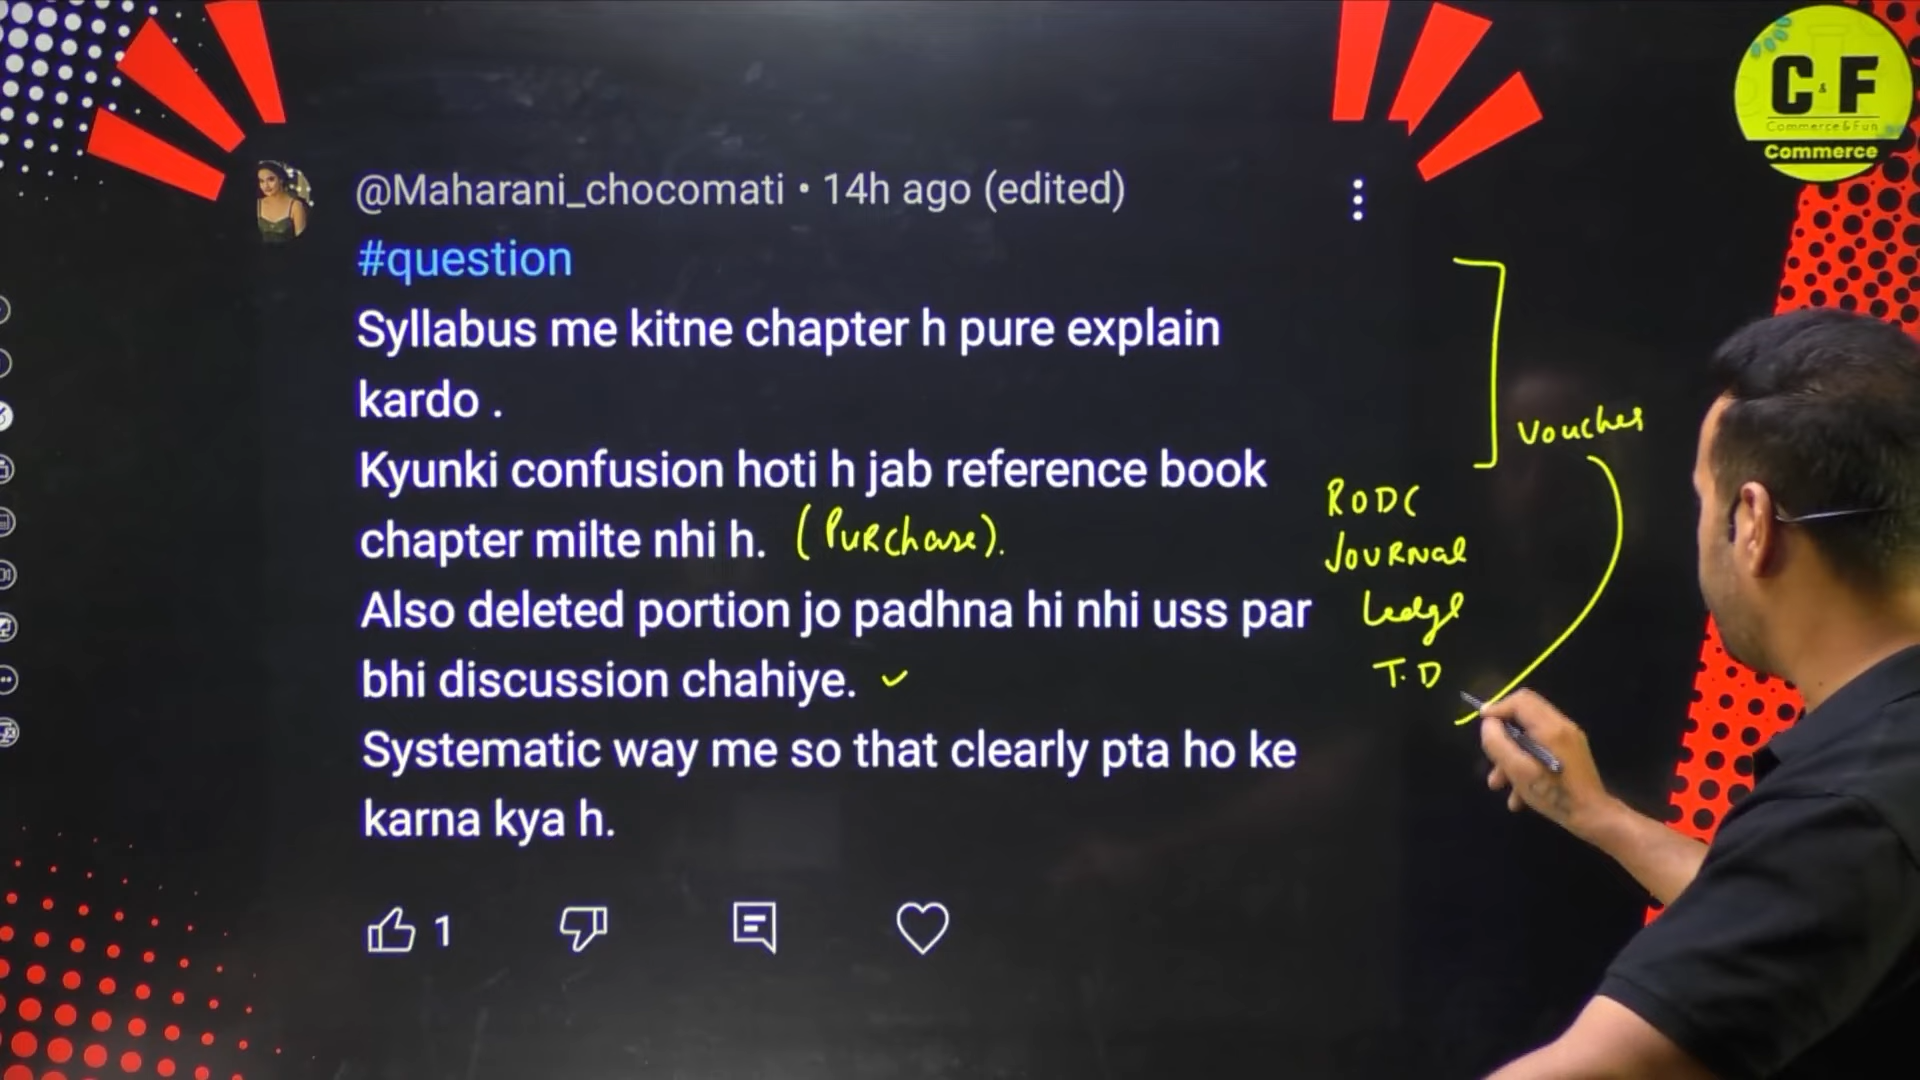 C & F
Commerce & Fun
Commerce
@Maharani_chocomati • 14h ago (edited)
#question
Syllabus me kitne chapter h pure explain
kardo .
Kyunki confusion hoti h jab reference book
chapter milte nhi h. (Purchase).
Also deleted portion jo padhna hi nhi uss par
bhi discussion chahiye.
Systematic way me so that clearly pta ho ke
karna kya h.
1
Voucher
RODC
Journal
T.D